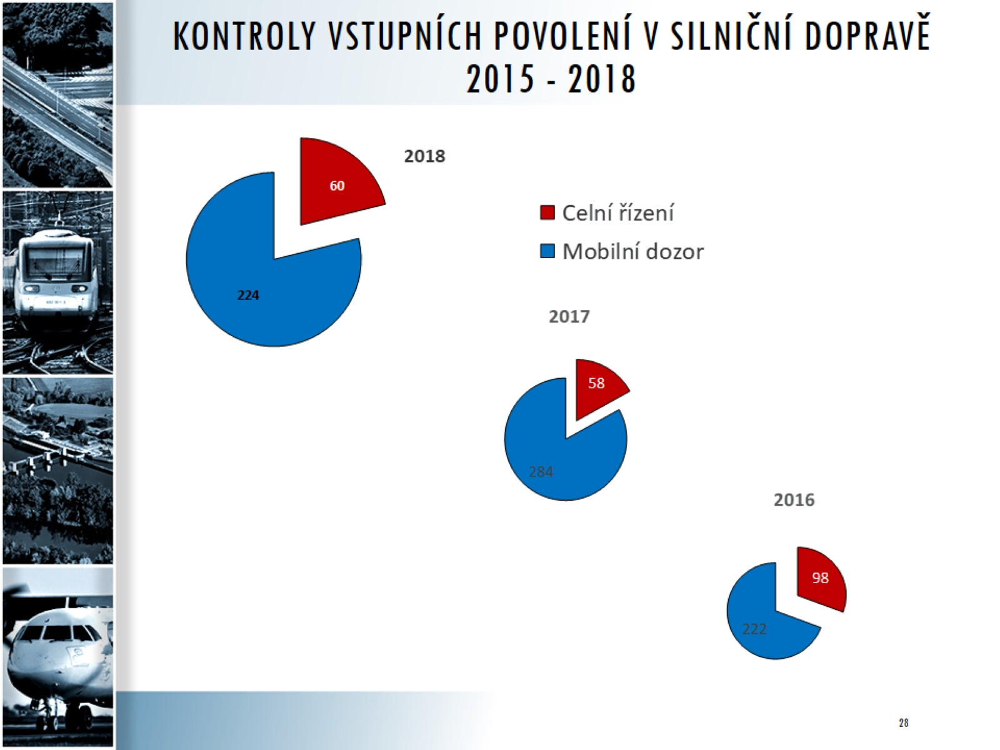 KONTROLY VSTUPNÍCH POVOLENÍ V SILNIČNÍ DOPRAVĚ
2015 - 2018
2018
60
224
Celní řízení
Mobilní dozor
2017
58
284
2016
98
222
28